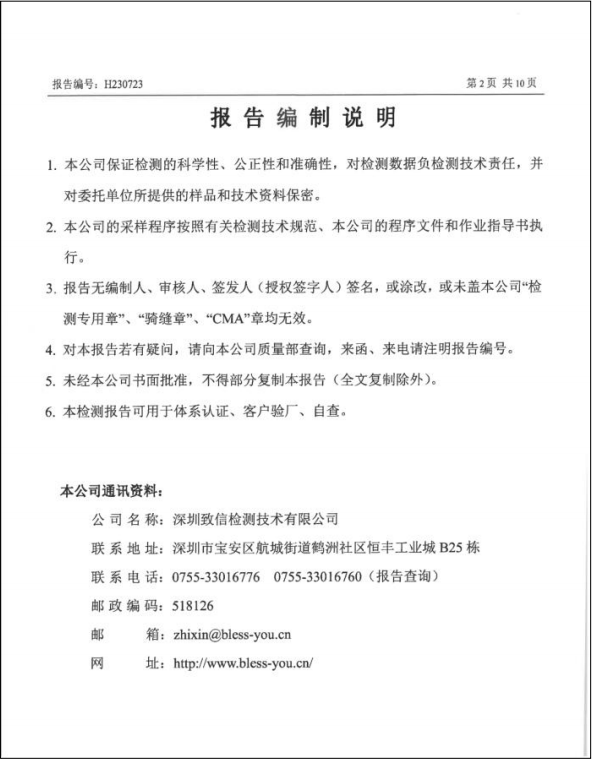 报告编号：H230723
第 2 页 共 10 页
报告编制说明
1. 本公司保证检测的科学性、公正性和准确性，对检测数据负检测技术责任，并
对委托单位所提供的样品和技术资料保密。
2. 本公司的采样程序按照有关检测技术规范、本公司的程序文件和作业指导书执
行。
3. 报告无编制人、审核人、签发人（授权签字人）签名，或涂改，或未盖本公司“检
测专用章”、“骑缝章”、“CMA”章均无效。
4. 对本报告若有疑问，请向本公司质量部查询，来函、来电请注明报告编号。
5. 未经本公司书面批准，不得部分复制本报告（全文复制除外）。
6. 本检测报告可用于体系认证、客户验厂、自查。
本公司通讯资料：
公司名称：深圳致信检测技术有限公司
联系地址：深圳市宝安区航城街道鹤洲社区恒丰工业城 B25 栋
联系电话：0755-33016776 0755-33016760（报告查询）
邮政编码：518126
邮 箱：zhixin@bless-you.cn
网 址：http://www.bless-you.cn/